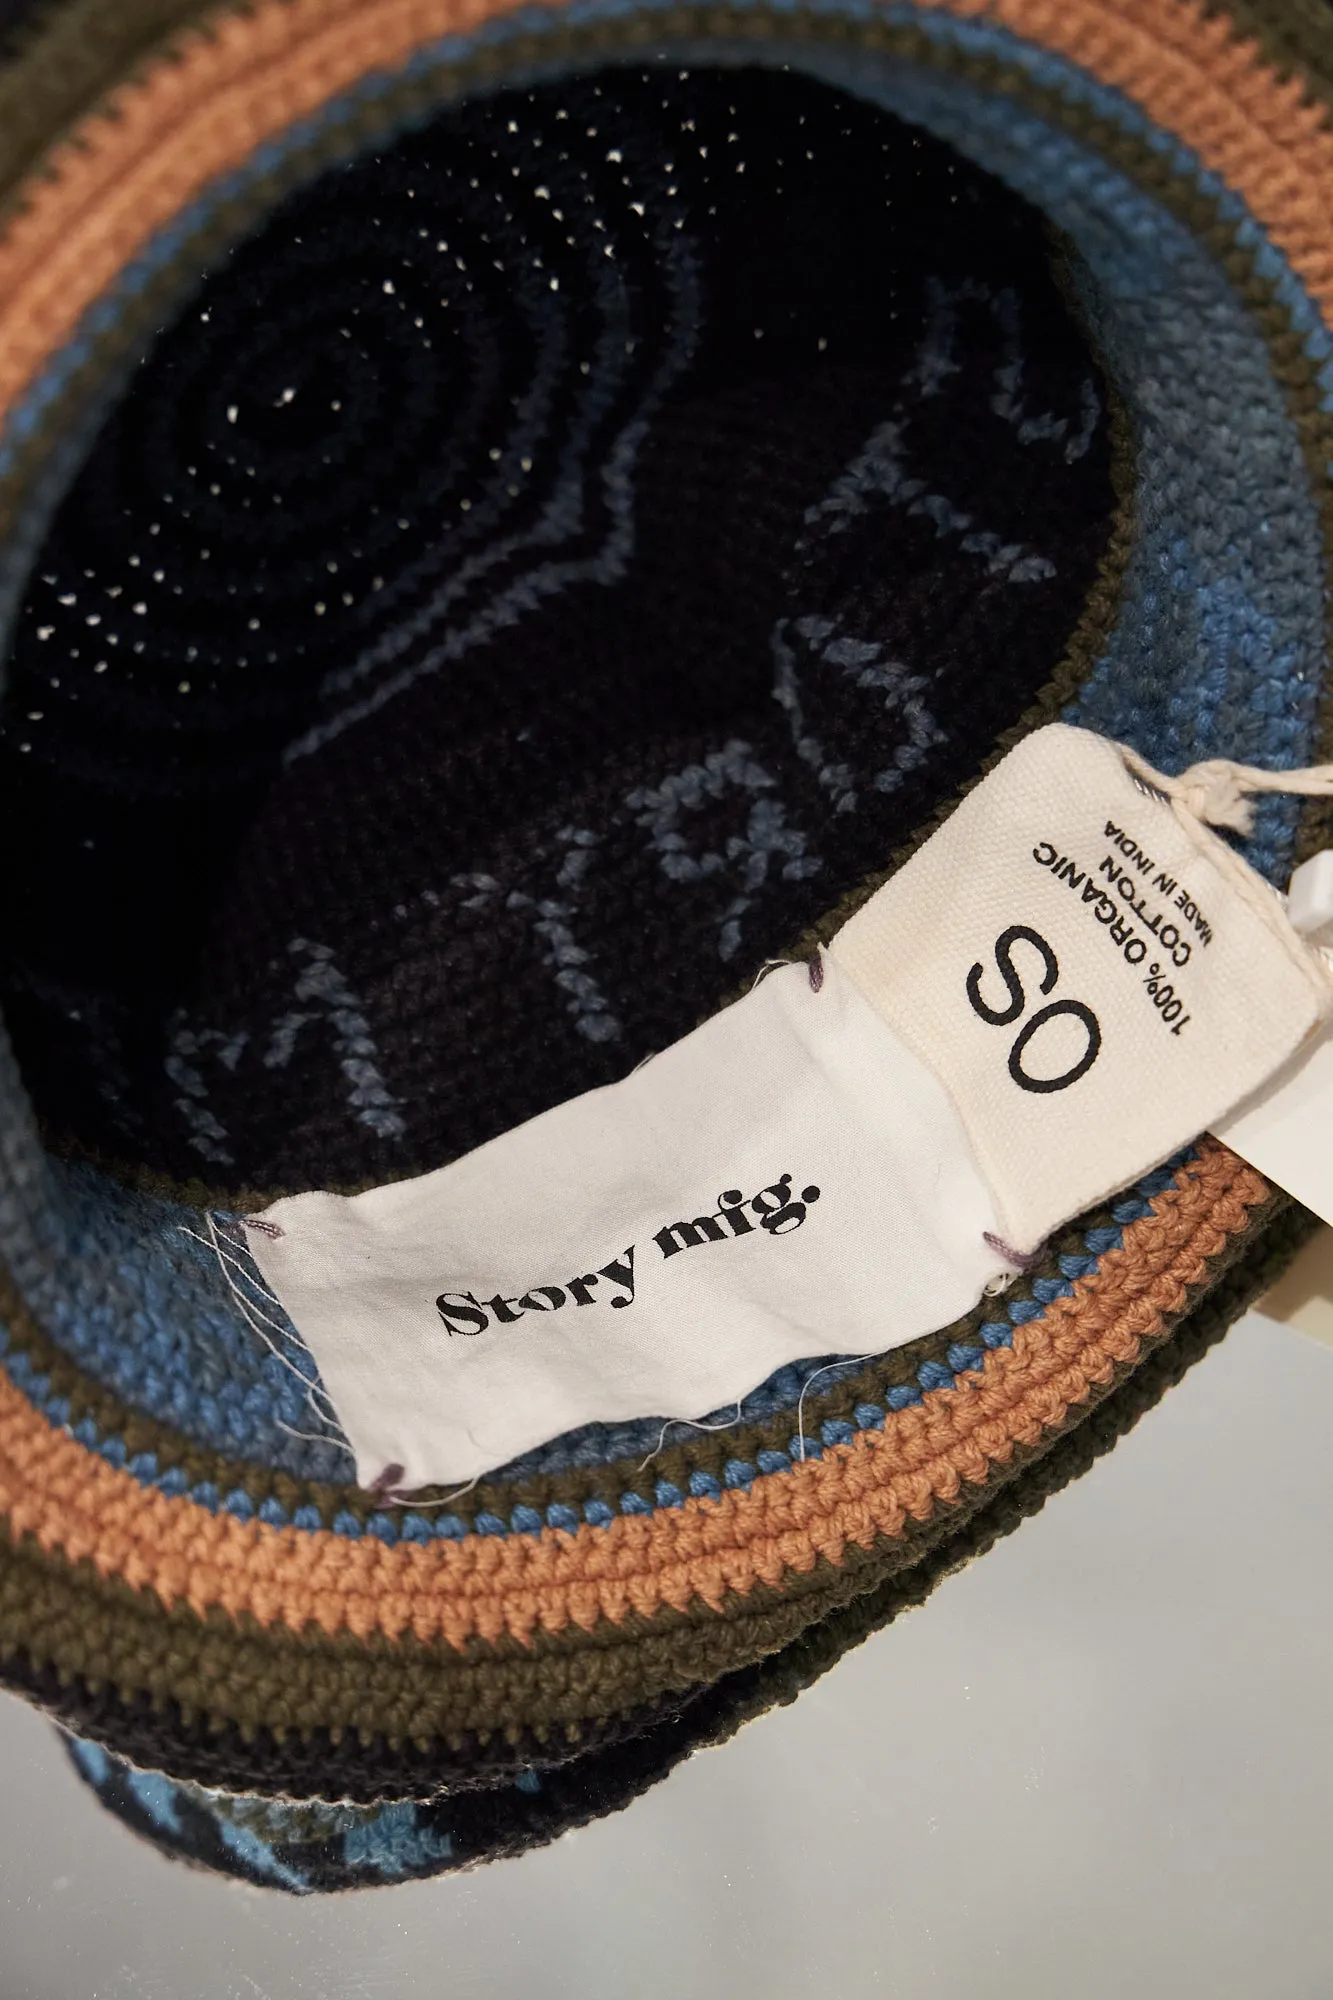 Story mfg.
OS
100% ORGANIC
COTTON
MADE IN INDIA